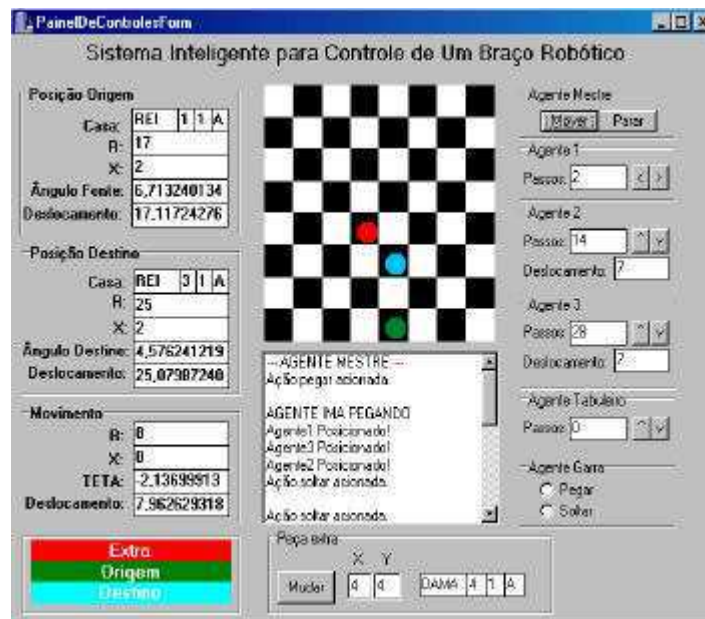 PainelDeControlesForm
Sistema Inteligente para Controle de Um Braço Robótico
Posição Origem
Casa: REI 1 1 A
R: 17
X: 2
Ângulo Fente: 6,713240134
Deslocamento: 17,11724276
Posição Destino
Casa: REI 3 1 A
R: 25
X: 2
Ângulo Destino: 4,576241219
Deslocamento: 25,07987240
Movimento
R: 8
X: 0
TETA: -2,13699913
Deslocamento: 7,962629318
Extra
Origem
Destino
---AGENTE MESTRE---
Ação pegar acionada.
AGENTE IMA PEGANDO
Agente1 Posicionado!
Agente3 Posicionado!
Agente2 Posicionado!
Ação soltar acionada.
Ação soltar acionada.
Peça extra
X Y
Mudar 4 4 DAMA 4 1 A
Agente Mestre
Mover Parar
Agente 1
Passos: 2 < >
Agente 2
Passos: 14
Deslocamento: 7
Agente 3
Passos: 28
Deslocamento: 7
Agente Tabuleiro
Passos: 0
Agente Garra
Pegar
Soltar